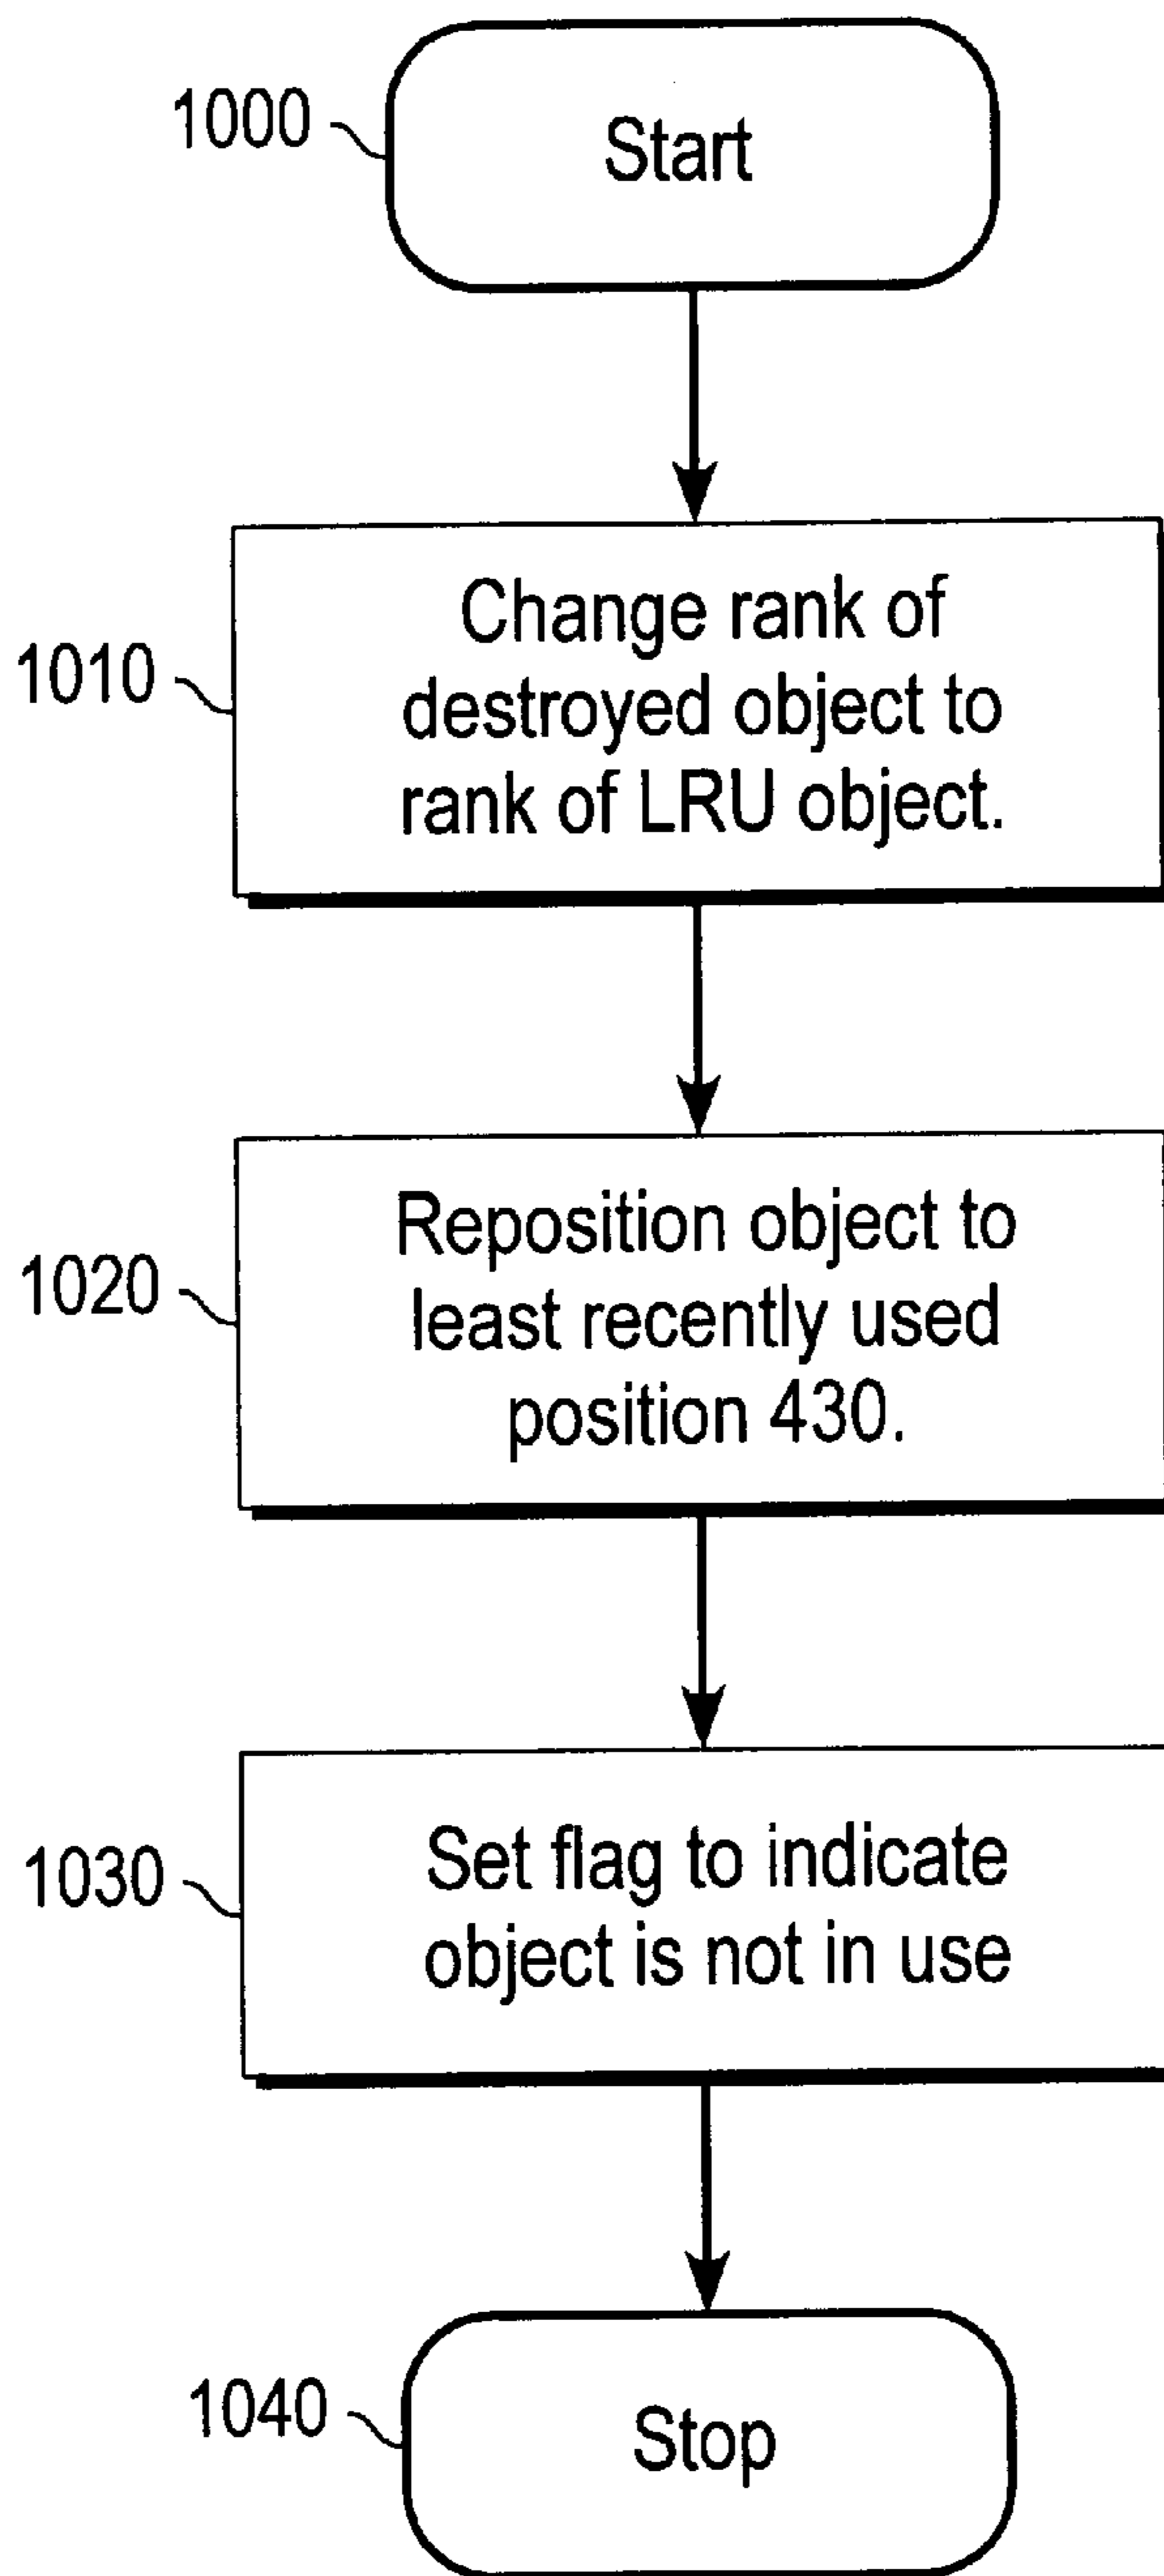 1000
Start
1010
Change rank of
destroyed object to
rank of LRU object.
1020
Reposition object to
least recently used
position 430.
1030
Set flag to indicate
object is not in use
1040
Stop